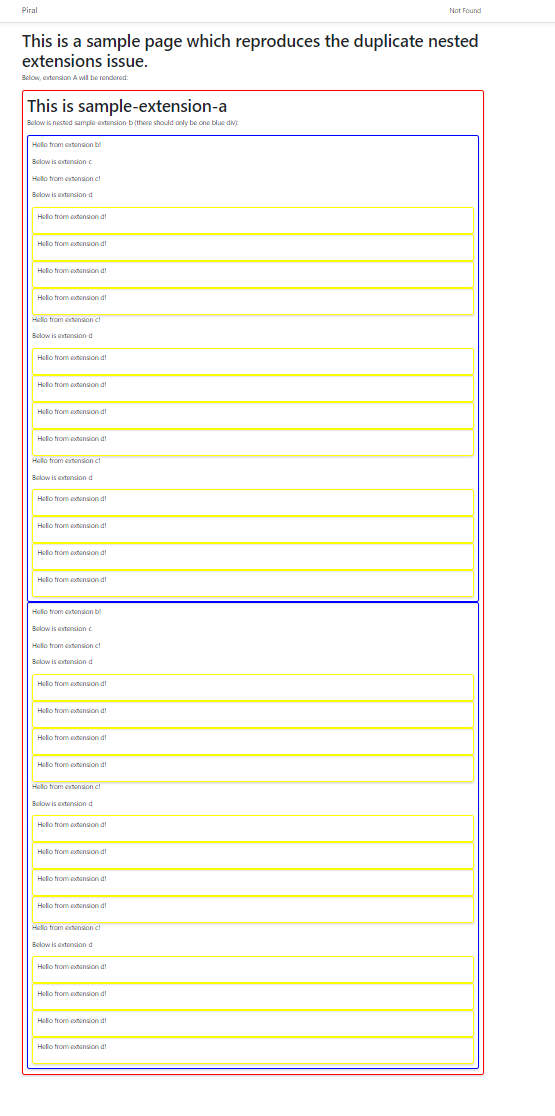 Piral
Not Found
This is a sample page which reproduces the duplicate nested
extensions issue.
Below, extension A will be rendered:
This is sample-extension-a
Below is nested sample-extension-b (there should only be one blue div):
Hello from extension b!
Below is extension c
Hello from extension c!
Below is extension d
Hello from extension d!
Hello from extension d!
Hello from extension d!
Hello from extension d!
Hello from extension c!
Below is extension d
Hello from extension d!
Hello from extension d!
Hello from extension d!
Hello from extension d!
Hello from extension c!
Below is extension d
Hello from extension d!
Hello from extension d!
Hello from extension d!
Hello from extension d!
Hello from extension b!
Below is extension c
Hello from extension c!
Below is extension d
Hello from extension d!
Hello from extension d!
Hello from extension d!
Hello from extension d!
Hello from extension c!
Below is extension d
Hello from extension d!
Hello from extension d!
Hello from extension d!
Hello from extension d!
Hello from extension c!
Below is extension d
Hello from extension d!
Hello from extension d!
Hello from extension d!
Hello from extension d!